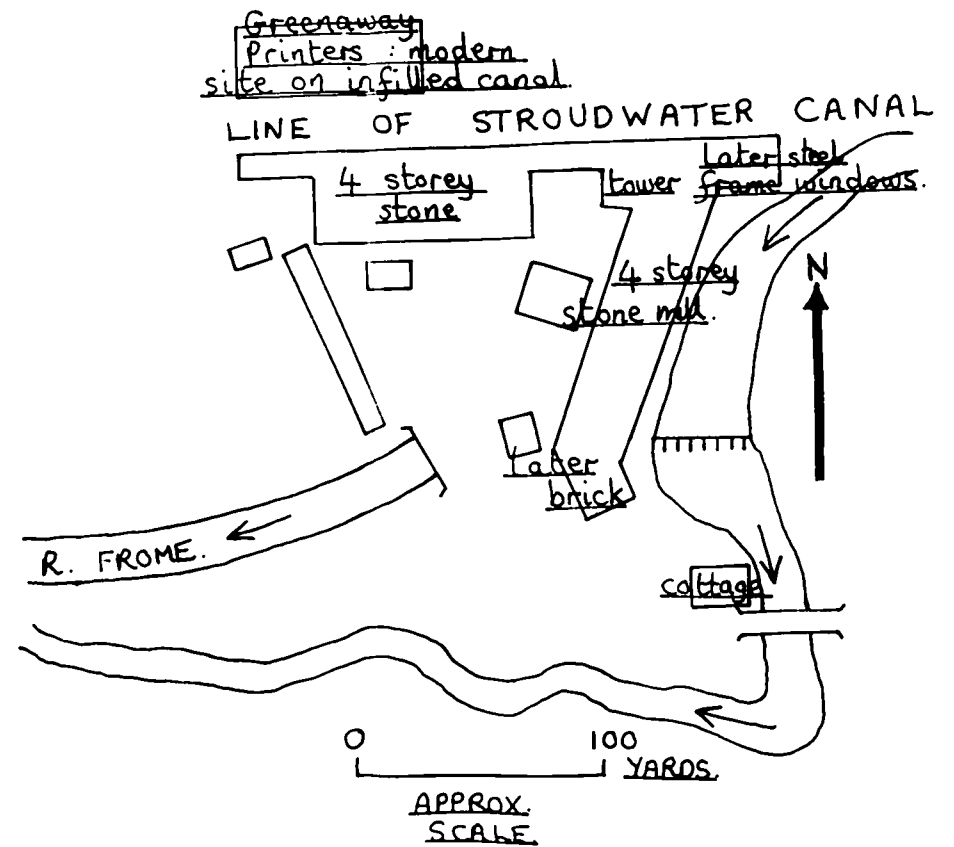 Greenaway
Printers : modern
site on infilled canal.
LINE OF STROUDWATER CANAL
4 storey
stone
tower
Later steel
frame windows.
N
4 storey
stone mill.
Later
brick
R. FROME.
cottage
0 100
YARDS.
APPROX.
SCALE.